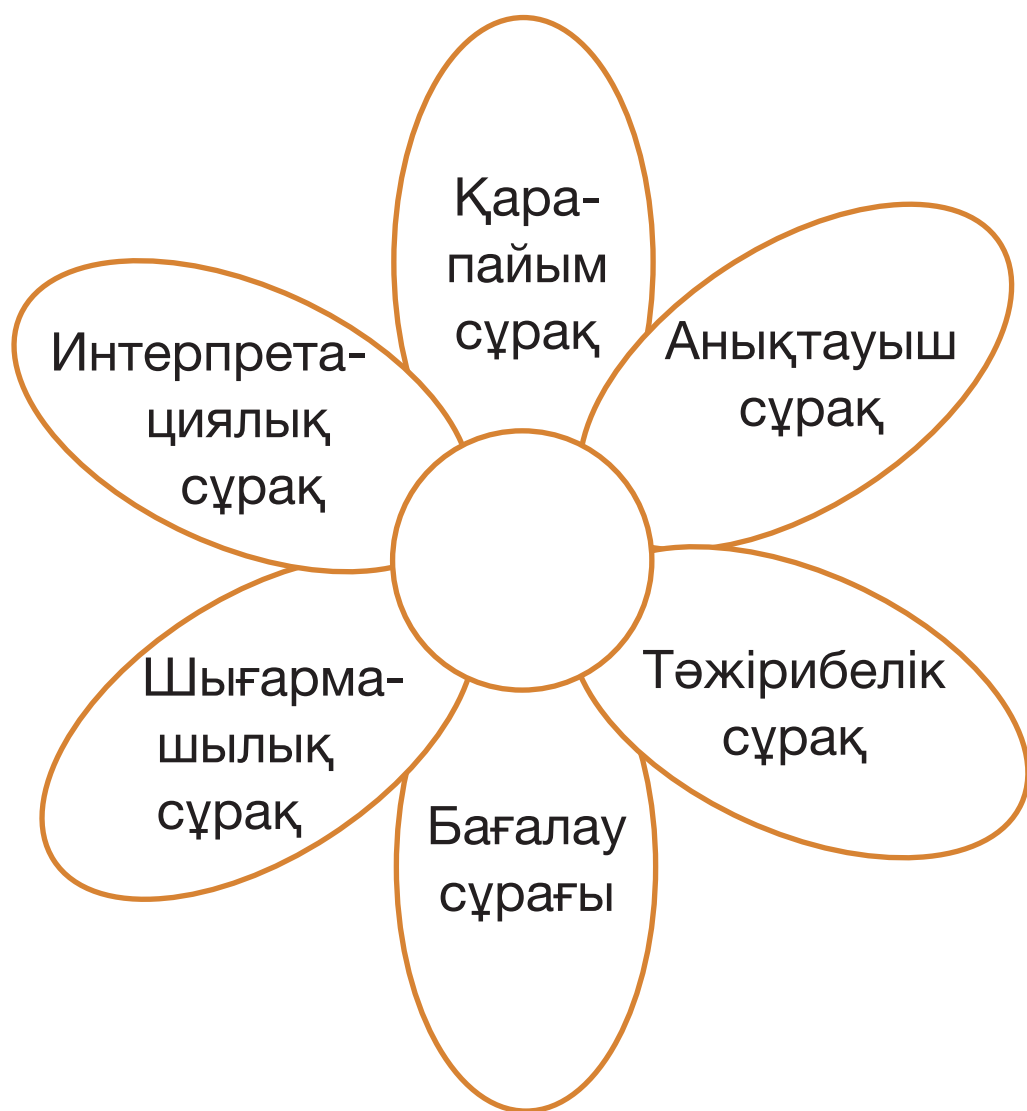 Қара-
пайым
сұрақ
Анықтауыш
сұрақ
Тәжірибелік
сұрақ
Бағалау
сұрағы
Шығарма-
шылық
сұрақ
Интерпрета-
циялық
сұрақ